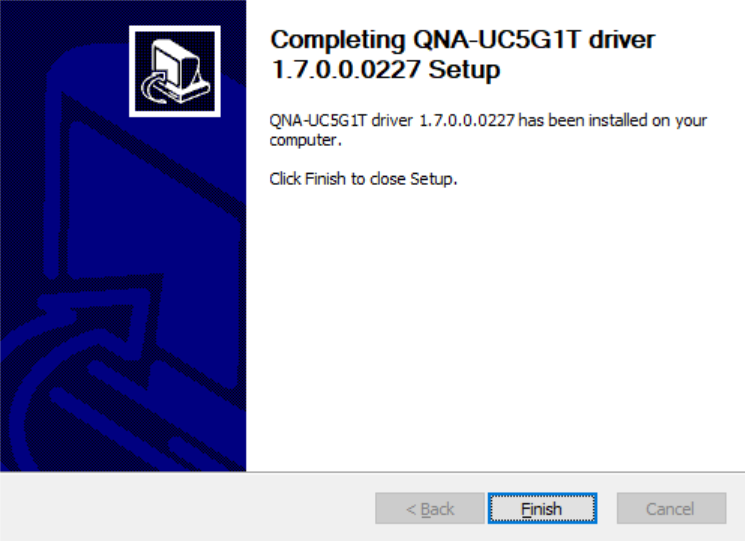 Completing QNA-UC5G1T driver
1.7.0.0.0227 Setup
QNA-UC5G1T driver 1.7.0.0.0227 has been installed on your
computer.
Click Finish to close Setup.
< Back
Finish
Cancel